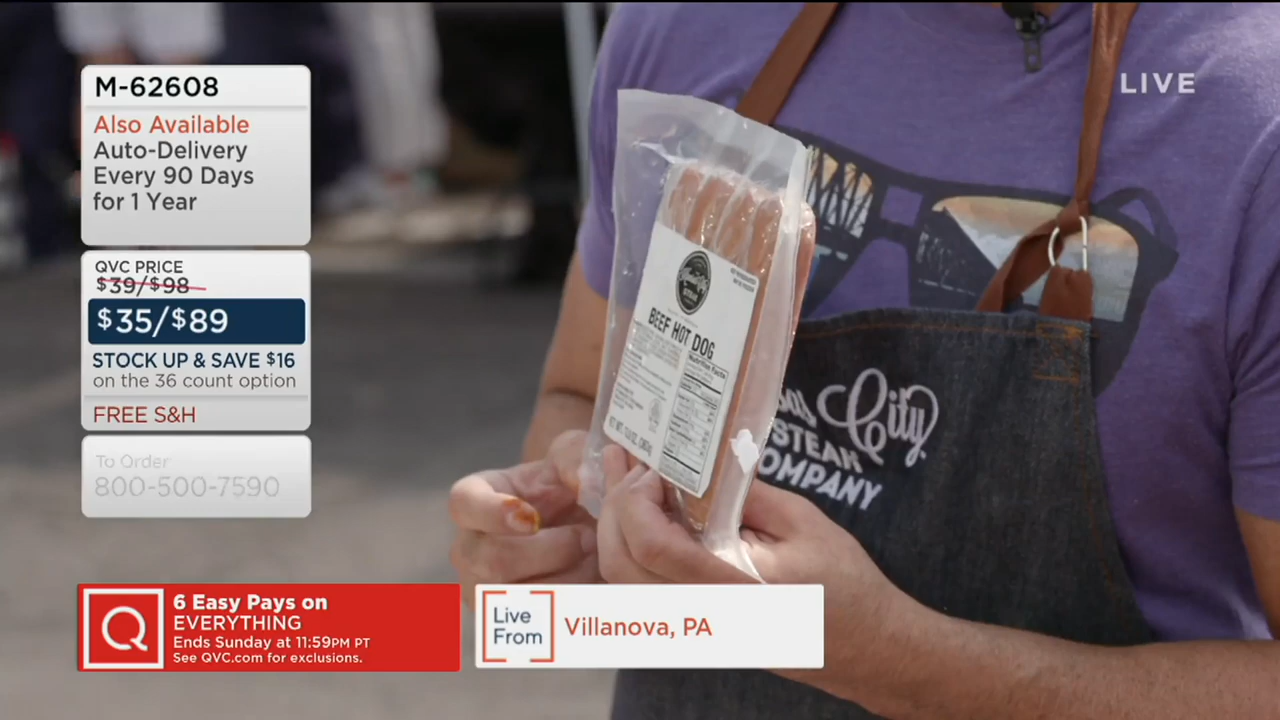 M-62608
Also Available
Auto-Delivery
Every 90 Days
for 1 Year
QVC PRICE
$39/$98
$35/$89
STOCK UP & SAVE $16
on the 36 count option
FREE S&H
To Order
800-500-7590
LIVE
BEEF HOT DOG
Nutrition Facts
City
STEAK
COMPANY
Q
6 Easy Pays on
EVERYTHING
Ends Sunday at 11:59PM PT
See QVC.com for exclusions.
Live
From
Villanova, PA